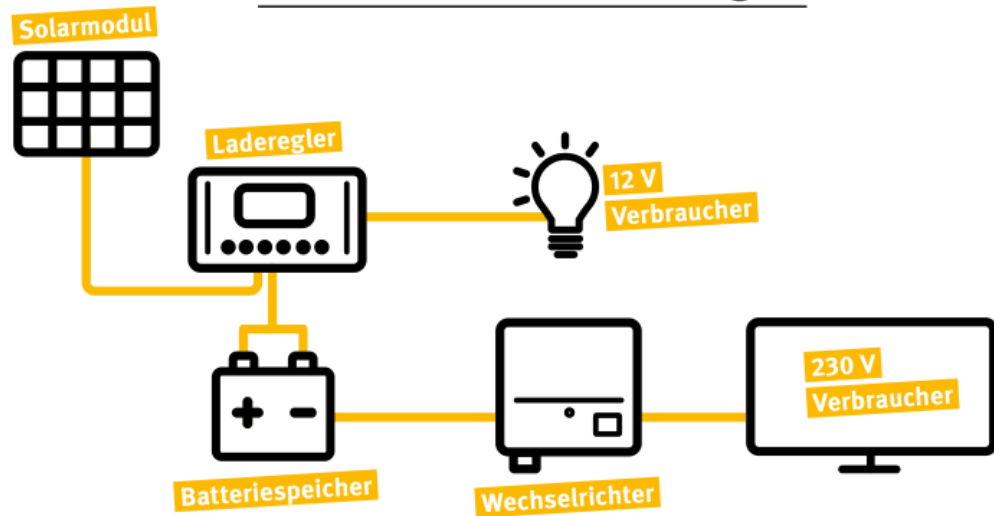 Solarmodul
Laderegler
12 V
Verbraucher
230 V
Verbraucher
+ -
Batteriespeicher
Wechselrichter